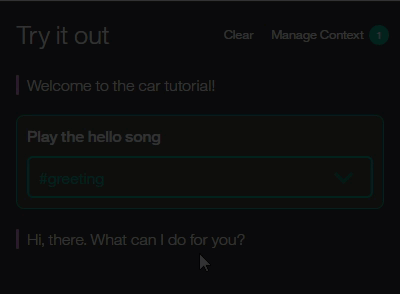 Try it out
Clear
Manage Context
1
Welcome to the car tutorial!
Play the hello song
#greeting
Hi, there. What can I do for you?